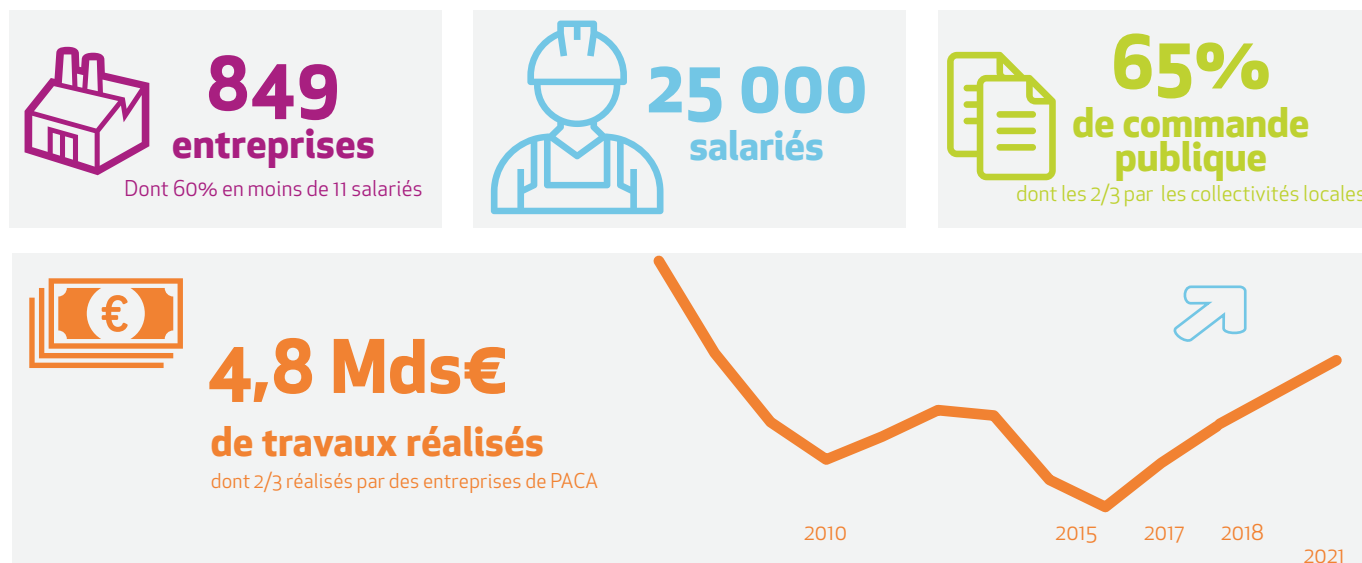 849
entreprises
Dont 60% en moins de 11 salariés
25 000
salariés
65%
de commande
publique
dont les 2/3 par les collectivités locales
€
4,8 Mds€
de travaux réalisés
dont 2/3 réalisés par des entreprises de PACA
2010
2015
2017
2018
2021